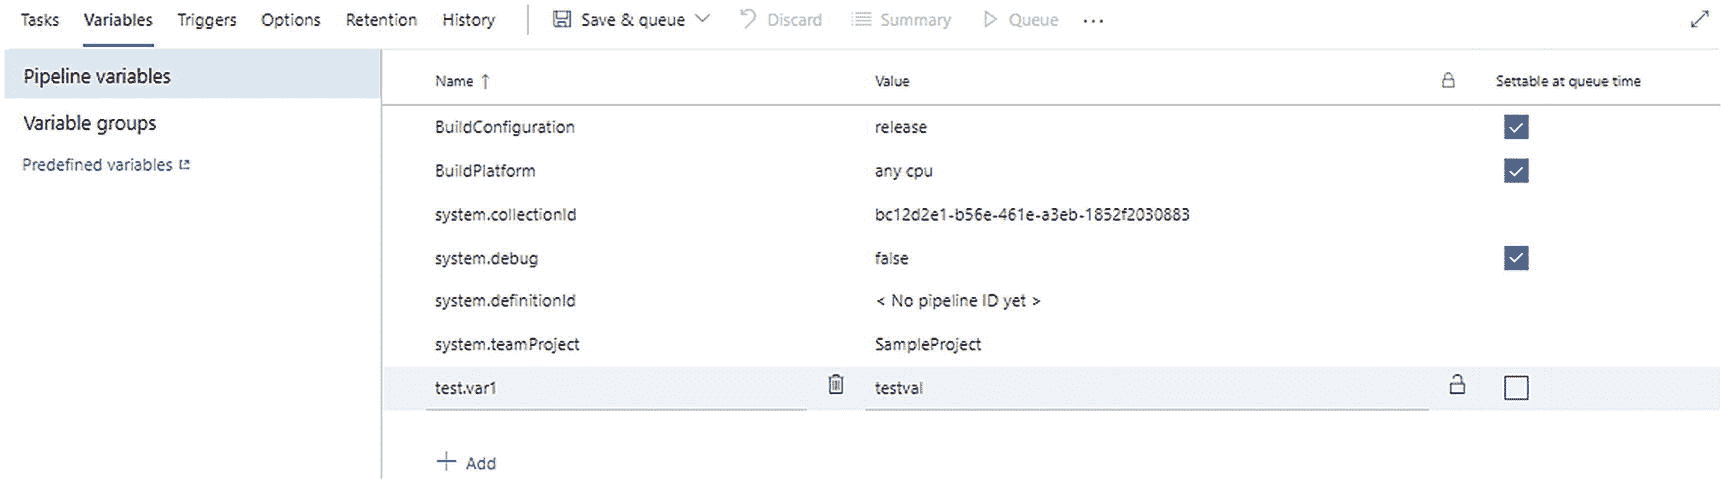 Tasks Variables Triggers Options Retention History Save & queue Discard Summary Queue ...
Pipeline variables
Variable groups
Predefined variables
Name Value Settable at queue time
BuildConfiguration release
BuildPlatform any cpu
system.collectionId bc12d2e1-b56e-461e-a3eb-1852f2030883
system.debug false
system.definitionId < No pipeline ID yet >
system.teamProject SampleProject
test.var1 testval
Add